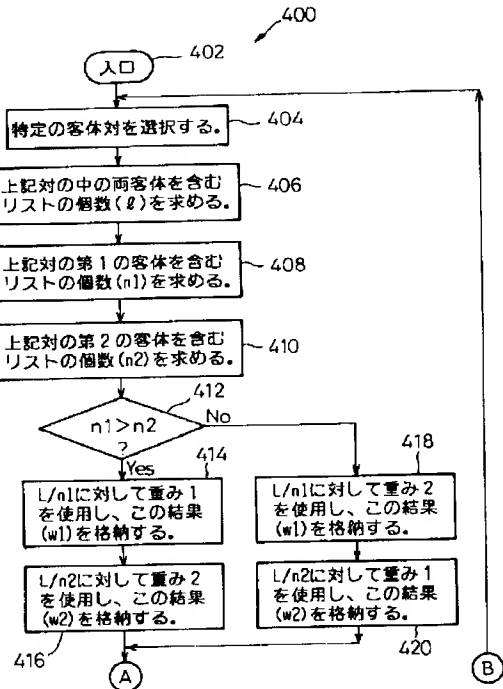 400
入口
402
特定の客体対を選択する。
404
上記対の中の両客体を含む
リストの個数(ℓ)を求める。
406
上記対の第1の客体を含む
リストの個数(n1)を求める。
408
上記対の第2の客体を含む
リストの個数(n2)を求める。
410
412
n1>n2
?
No
Yes
414
L/n1に対して重み1
を使用し、この結果
(w1)を格納する。
418
L/n1に対して重み2
を使用し、この結果
(w1)を格納する。
L/n2に対して重み2
を使用し、この結果
(w2)を格納する。
416
L/n2に対して重み1
を使用し、この結果
(w2)を格納する。
420
A
B